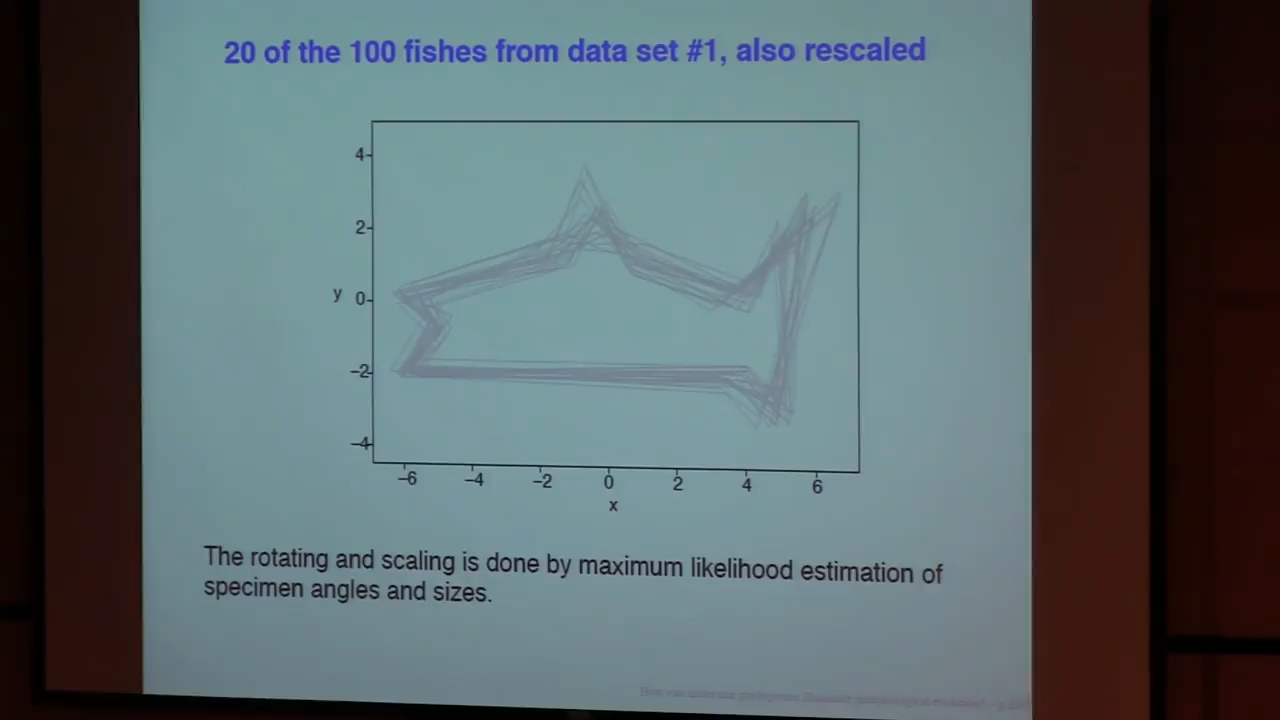 20 of the 100 fishes from data set #1, also rescaled
4
2
y 0
−2
−4
−6 −4 −2 0 2 4 6
x
The rotating and scaling is done by maximum likelihood estimation of
specimen angles and sizes.